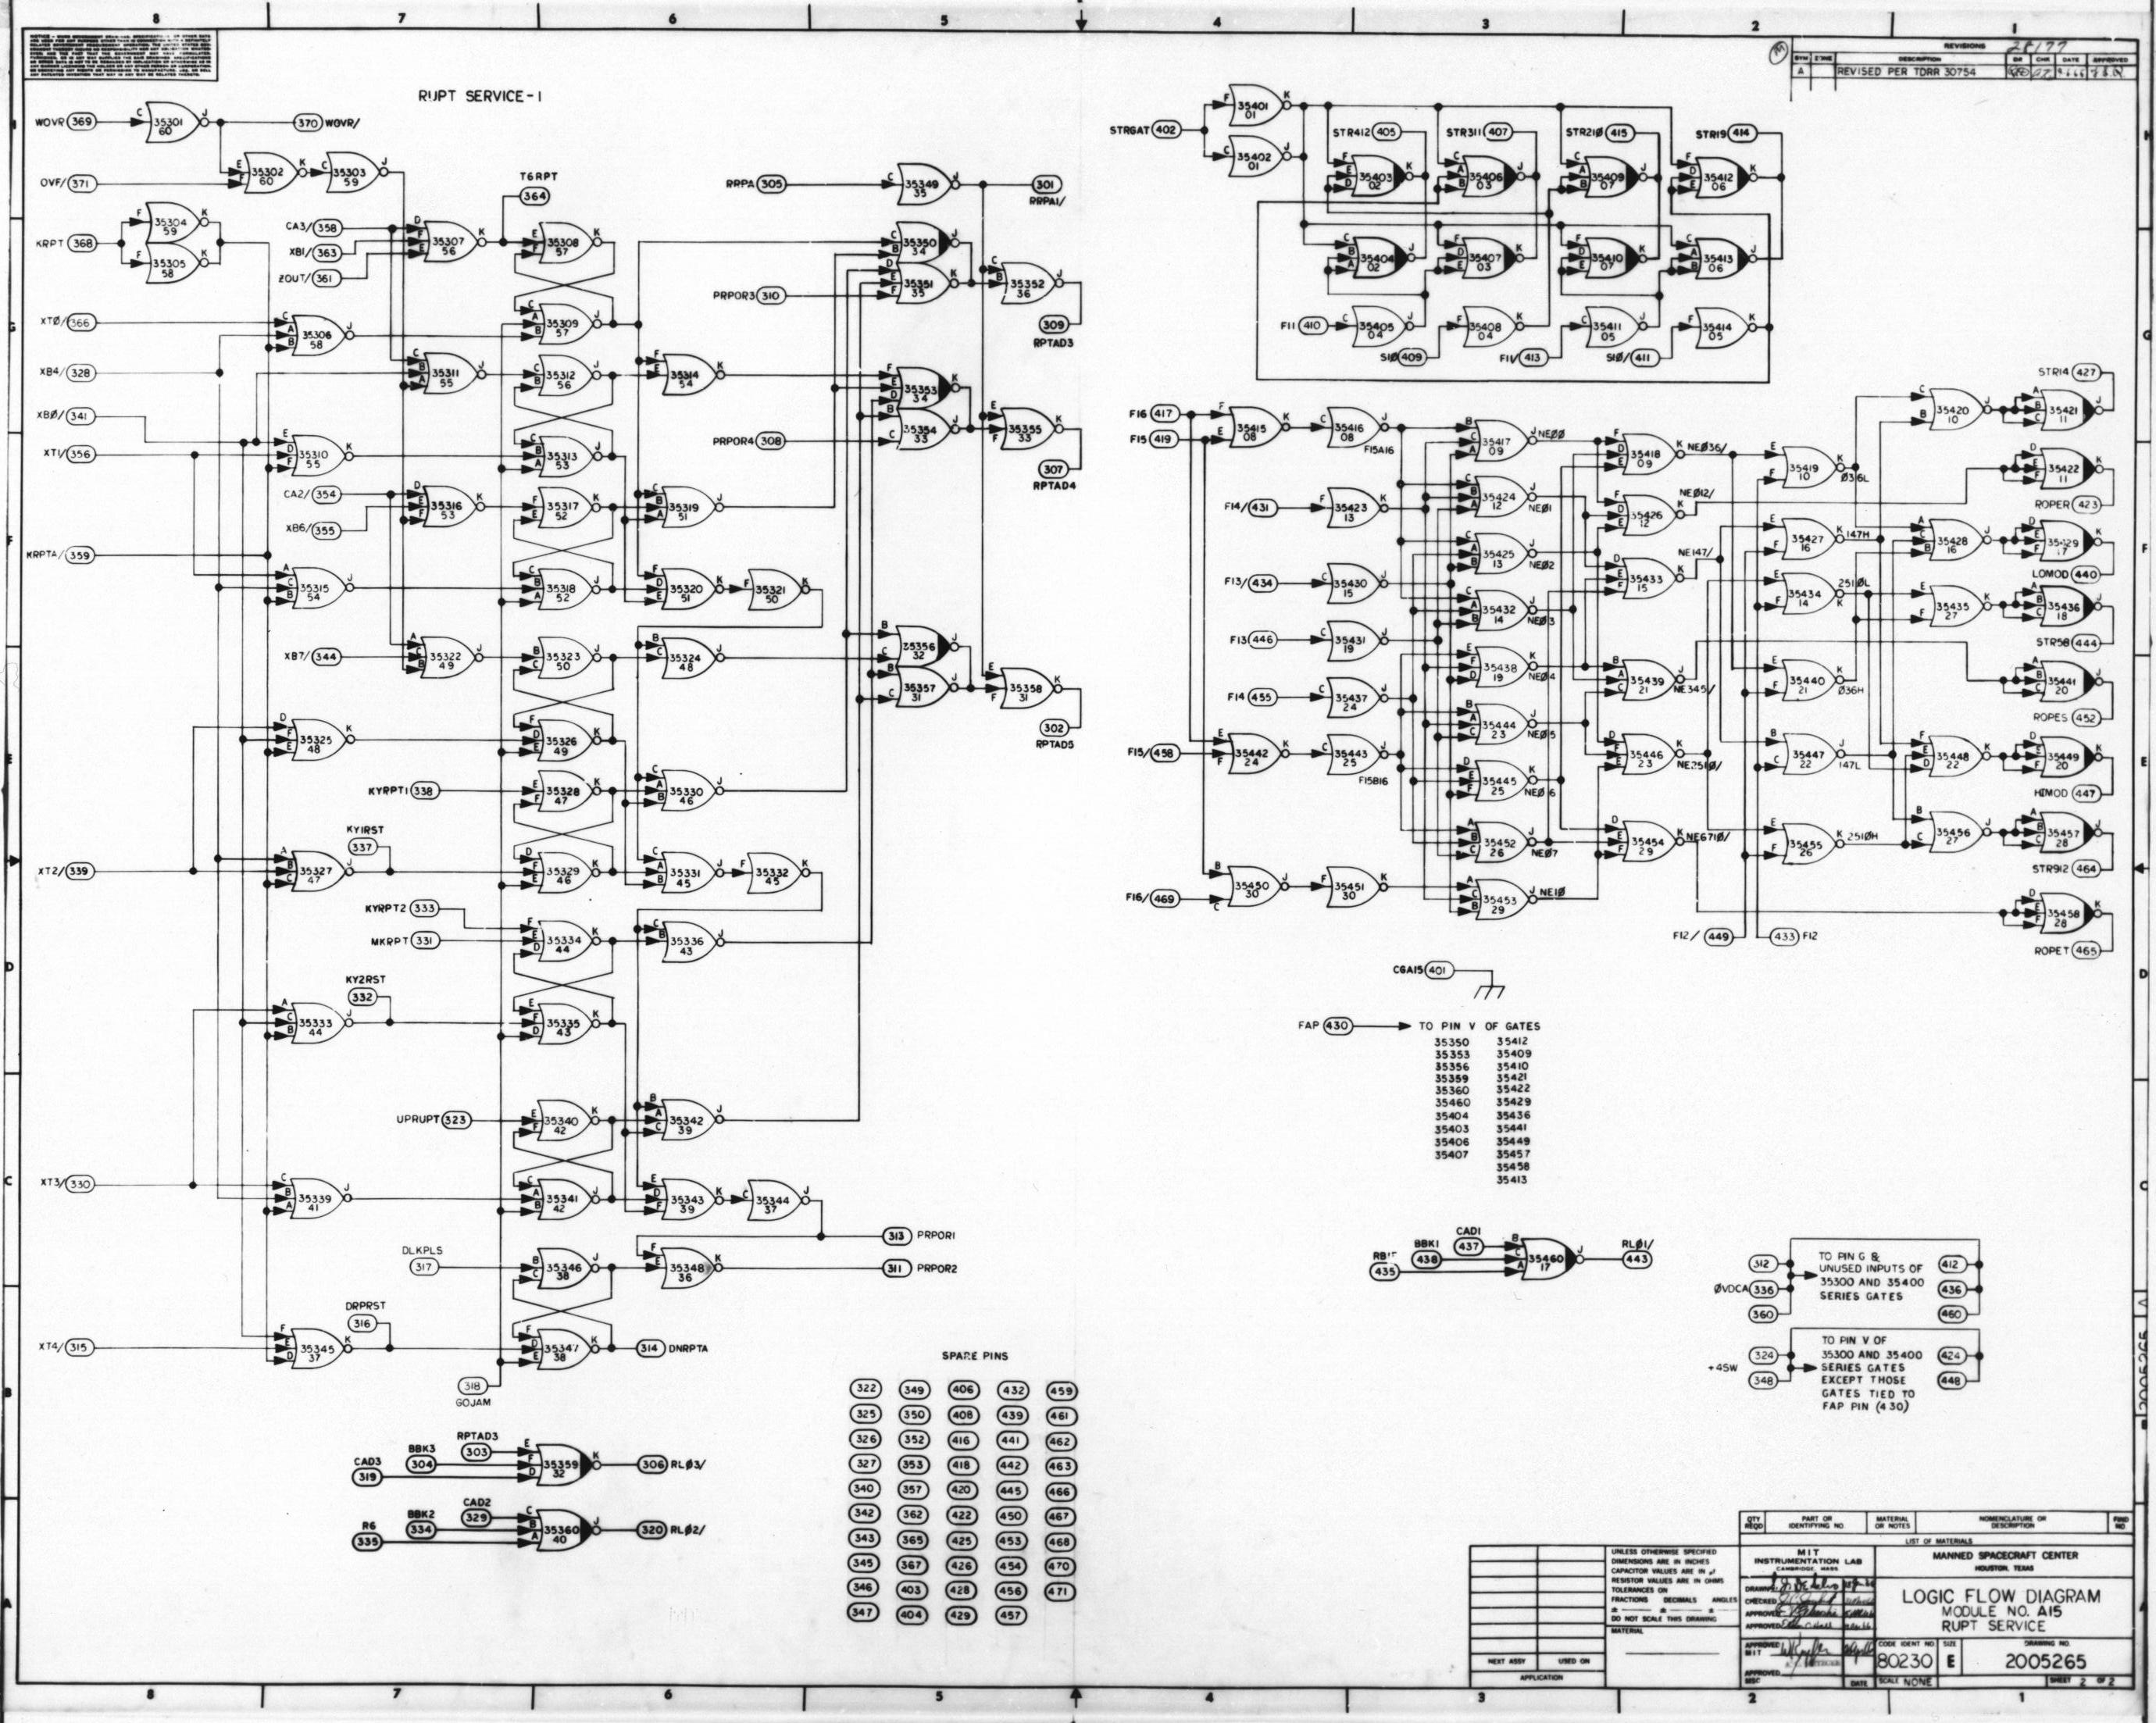 8 7 6 5 4 3 2 1
RUPT SERVICE-1
REVISIONS
28177
SYM ZONE DESCRIPTION DR CHK DATE APPROVED
A REVISED PER TDRR 30754
WOVR 369
C 35301 60 J
370 WOVR/
OVF/ 371
35302 60
35303 59
KRPT 368
35304 59
35305 58
T6RPT
364
CA3/ 358
XB1/ 363
ZOUT/ 361
35307 56
35308 57
XTØ/ 366
35306 58
35309 57
XB4/ 328
35311 55
35312 56
35314 54
XBØ/ 341
XT1/ 356
35310 55
35313 53
CA2/ 354
XB6/ 355
35316 53
35317 52
35319 51
KRPTA/ 359
35315 54
35318 52
35320 51
35321 50
XB7/ 344
35322 49
35323 50
35324 48
35325 48
35326 49
KYRPT1 338
35328 47
35330 46
KY1RST
337
XT2/ 339
35327 47
35329 46
35331 45
35332 45
KYRPT2 333
MKRPT 331
35334 44
35336 43
KY2RST
332
35333 44
35335 43
UPRUPT 323
35340 42
35342 39
XT3/ 330
35339 41
35341 42
35343 39
35344 37
313 PRPOR1
DLKPLS
317
35346 38
35348 36
311 PRPOR2
DRPRST
316
XT4/ 315
35345 37
35347 38
314 DNRPTA
318
GOJAM
RPTAD3
303
BBK3
304
CAD3
319
35359 32
306 RLØ3/
CAD2
329
BBK2
334
R6
335
35360 40
320 RLØ2/
RRPA 305
35349 35
301
RRPA1/
35350 34
35351 35
PRPOR3 310
35352 36
309
RPTAD3
35353 34
35354 33
PRPOR4 308
35355 33
307
RPTAD4
35356 32
35357 31
35358 31
302
RPTAD5
SPARE PINS
322 349 406 432 459
325 350 408 439 461
326 352 416 441 462
327 353 418 442 463
340 357 420 445 466
342 362 422 450 467
343 365 425 453 468
345 367 426 454 470
346 403 428 456 471
347 404 429 457
STRGAT 402
35401 01
35402 01
STR412 405
STR311 407
STR21Ø 415
STR19 414
35403 02
35406 03
35409 07
35412 06
35404 02
35407 03
35410 07
35413 06
F11 410
35405 04
35408 04
35411 05
35414 05
S1Ø 409
F11/ 413
S1Ø/ 411
F16 417
F15 419
35415 08
35416 08
F15A16
35417 09
NEØØ
35418 09
NEØ36/
35419 10
Ø36L
35420 10
35421 11
STR14 427
35422 11
ROPER 423
F14/ 431
35423 13
35424 12
NEØ1
35426 12
NEØ12/
35425 13
NEØ2
35427 16
147H
35428 16
LOMOD 440
F13/ 434
35430 15
35432 14
NEØ3
35433 15
NE147/
35434 14
251ØL
35435 27
35436 18
STR58 444
F13 446
35431 19
35438 19
NEØ4
35439 21
NE345/
35440 21
Ø36H
35441 20
ROPES 452
F14 455
35437 24
35444 23
NEØ5
F15/ 458
35442 24
35443 25
F15B16
35445 25
NEØ6
35446 23
NE251Ø/
35447 22
147L
35448 22
35449 20
HIMOD 447
35452 26
NEØ7
35454 29
NE671Ø/
35455 26
251ØH
35456 27
35457 28
STR912 464
F16/ 469
35450 30
35451 30
35453 29
NE1Ø
35458 28
ROPET 465
F12/ 449
433 F12
CGA15 401
FAP 430 TO PIN V OF GATES
35350 35412
35353 35409
35356 35410
35359 35421
35360 35422
35460 35429
35404 35436
35403 35441
35406 35449
35407 35457
35458
35413
CAD1
437
BBK1
438
435
35460 17
RLØ1/
443
312
ØVDCA 336
360
TO PIN G &
UNUSED INPUTS OF
35300 AND 35400
SERIES GATES
412
436
460
324
+4SW
348
TO PIN V OF
35300 AND 35400
SERIES GATES
EXCEPT THOSE
GATES TIED TO
FAP PIN (430)
424
448
2005265
QTY REQD
PART OR IDENTIFYING NO
MATERIAL OR NOTES
NOMENCLATURE OR DESCRIPTION
FIND NO
LIST OF MATERIALS
UNLESS OTHERWISE SPECIFIED
DIMENSIONS ARE IN INCHES
CAPACITOR VALUES ARE IN
RESISTOR VALUES ARE IN OHMS
TOLERANCES ON
FRACTIONS DECIMALS ANGLES
DO NOT SCALE THIS DRAWING
MATERIAL
NEXT ASSY USED ON
APPLICATION
MIT
INSTRUMENTATION LAB
CAMBRIDGE, MASS
DRAWN
CHECKED
APPROVED
APPROVED
APPROVED
MIT
APPROVED
MSC
DATE
MANNED SPACECRAFT CENTER
HOUSTON, TEXAS
LOGIC FLOW DIAGRAM
MODULE NO. A15
RUPT SERVICE
CODE IDENT NO 80230
SIZE E
DRAWING NO. 2005265
SCALE NONE
SHEET 2 OF 2
8 7 6 5 4 3 2 1